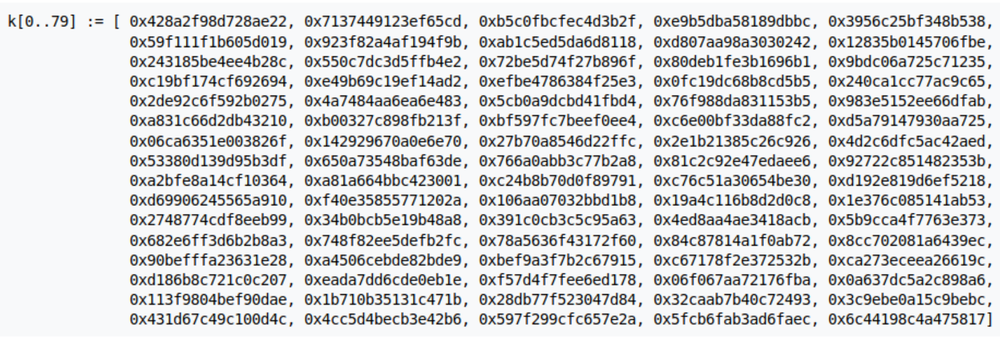 k[0..79] := [ 0x428a2f98d728ae22, 0x7137449123ef65cd, 0xb5c0fbcfec4d3b2f, 0xe9b5dba58189dbbc, 0x3956c25bf348b538,
0x59f111f1b605d019, 0x923f82a4af194f9b, 0xab1c5ed5da6d8118, 0xd807aa98a3030242, 0x12835b0145706fbe,
0x243185be4ee4b28c, 0x550c7dc3d5ffb4e2, 0x72be5d74f27b896f, 0x80deb1fe3b1696b1, 0x9bdc06a725c71235,
0xc19bf174cf692694, 0xe49b69c19ef14ad2, 0xefbe4786384f25e3, 0x0fc19dc68b8cd5b5, 0x240ca1cc77ac9c65,
0x2de92c6f592b0275, 0x4a7484aa6ea6e483, 0x5cb0a9dcbd41fbd4, 0x76f988da831153b5, 0x983e5152ee66dfab,
0xa831c66d2db43210, 0xb00327c898fb213f, 0xbf597fc7beef0ee4, 0xc6e00bf33da88fc2, 0xd5a79147930aa725,
0x06ca6351e003826f, 0x142929670a0e6e70, 0x27b70a8546d22ffc, 0x2e1b21385c26c926, 0x4d2c6dfc5ac42aed,
0x53380d139d95b3df, 0x650a73548baf63de, 0x766a0abb3c77b2a8, 0x81c2c92e47edaee6, 0x92722c851482353b,
0xa2bfe8a14cf10364, 0xa81a664bbc423001, 0xc24b8b70d0f89791, 0xc76c51a30654be30, 0xd192e819d6ef5218,
0xd69906245565a910, 0xf40e35855771202a, 0x106aa07032bbd1b8, 0x19a4c116b8d2d0c8, 0x1e376c085141ab53,
0x2748774cdf8eeb99, 0x34b0bcb5e19b48a8, 0x391c0cb3c5c95a63, 0x4ed8aa4ae3418acb, 0x5b9cca4f7763e373,
0x682e6ff3d6b2b8a3, 0x748f82ee5defb2fc, 0x78a5636f43172f60, 0x84c87814a1f0ab72, 0x8cc702081a6439ec,
0x90befffa23631e28, 0xa4506cebde82bde9, 0xbef9a3f7b2c67915, 0xc67178f2e372532b, 0xca273eceea26619c,
0xd186b8c721c0c207, 0xeada7dd6cde0eb1e, 0xf57d4f7fee6ed178, 0x06f067aa72176fba, 0x0a637dc5a2c898a6,
0x113f9804bef90dae, 0x1b710b35131c471b, 0x28db77f523047d84, 0x32caab7b40c72493, 0x3c9ebe0a15c9bebc,
0x431d67c49c100d4c, 0x4cc5d4becb3e42b6, 0x597f299cfc657e2a, 0x5fcb6fab3ad6faec, 0x6c44198c4a475817]